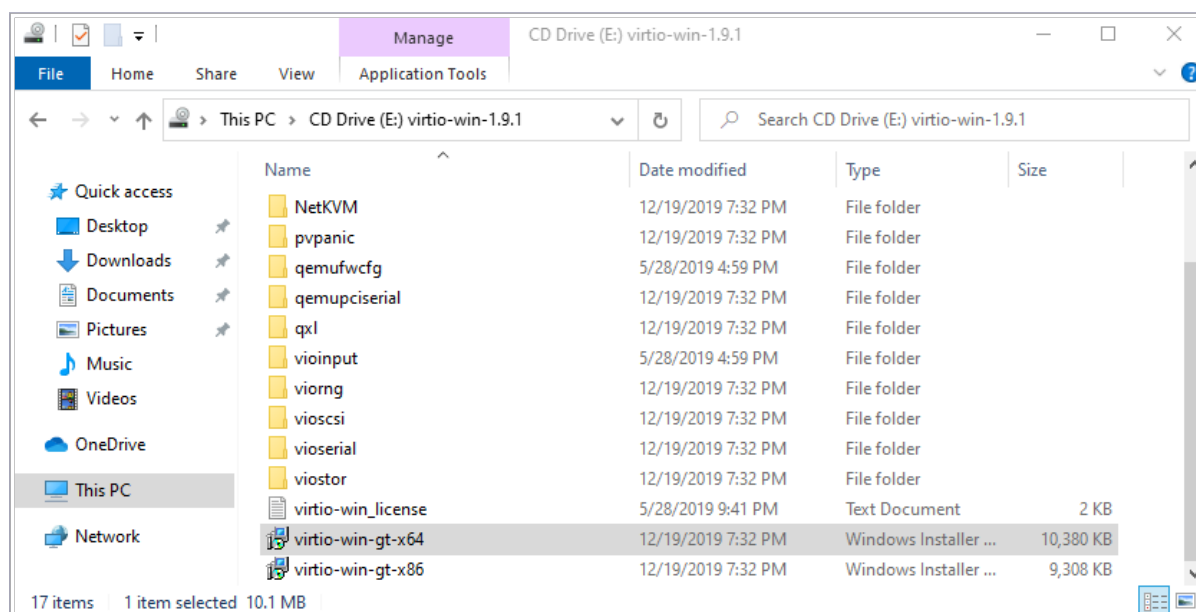 Manage CD Drive (E:) virtio-win-1.9.1
File Home Share View Application Tools ?
This PC > CD Drive (E:) virtio-win-1.9.1 Search CD Drive (E:) virtio-win-1.9.1
Name Date modified Type Size
Quick access
Desktop
Downloads
Documents
Pictures
Music
Videos
OneDrive
This PC
Network
NetKVM 12/19/2019 7:32 PM File folder
pvpanic 12/19/2019 7:32 PM File folder
qemufwcfg 5/28/2019 4:59 PM File folder
qemupciserial 12/19/2019 7:32 PM File folder
qxl 12/19/2019 7:32 PM File folder
vioinput 5/28/2019 4:59 PM File folder
viorng 12/19/2019 7:32 PM File folder
vioscsi 12/19/2019 7:32 PM File folder
vioserial 12/19/2019 7:32 PM File folder
viostor 12/19/2019 7:32 PM File folder
virtio-win_license 5/28/2019 9:41 PM Text Document 2 KB
virtio-win-gt-x64 12/19/2019 7:32 PM Windows Installer ... 10,380 KB
virtio-win-gt-x86 12/19/2019 7:32 PM Windows Installer ... 9,308 KB
17 items 1 item selected 10.1 MB